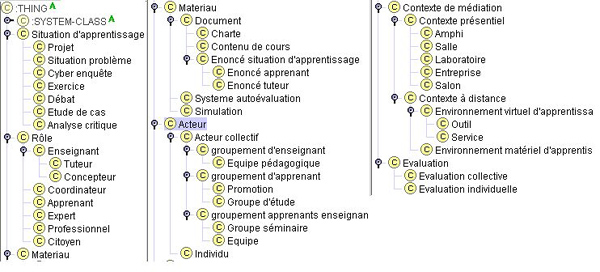 :THING A
:SYSTEM-CLASS A
Situation d'apprentissage
Projet
Situation problème
Cyber enquête
Exercice
Débat
Etude de cas
Analyse critique
Rôle
Enseignant
Tuteur
Concepteur
Coordinateur
Apprenant
Expert
Professionnel
Citoyen
Materiau
Materiau
Document
Charte
Contenu de cours
Enoncé situation d'apprentissage
Enoncé apprenant
Enoncé tuteur
Systeme autoévaluation
Simulation
Acteur
Acteur collectif
groupement d'enseignant
Equipe pédagogique
groupement d'apprenant
Promotion
Groupe d'étude
groupement apprenants enseignan
Groupe séminaire
Equipe
Individu
Contexte de médiation
Contexte présentiel
Amphi
Salle
Laboratoire
Entreprise
Salon
Contexte à distance
Environnement virtuel d'apprentissa
Outil
Service
Environnement matériel d'apprentis
Evaluation
Evaluation collective
Evaluation individuelle